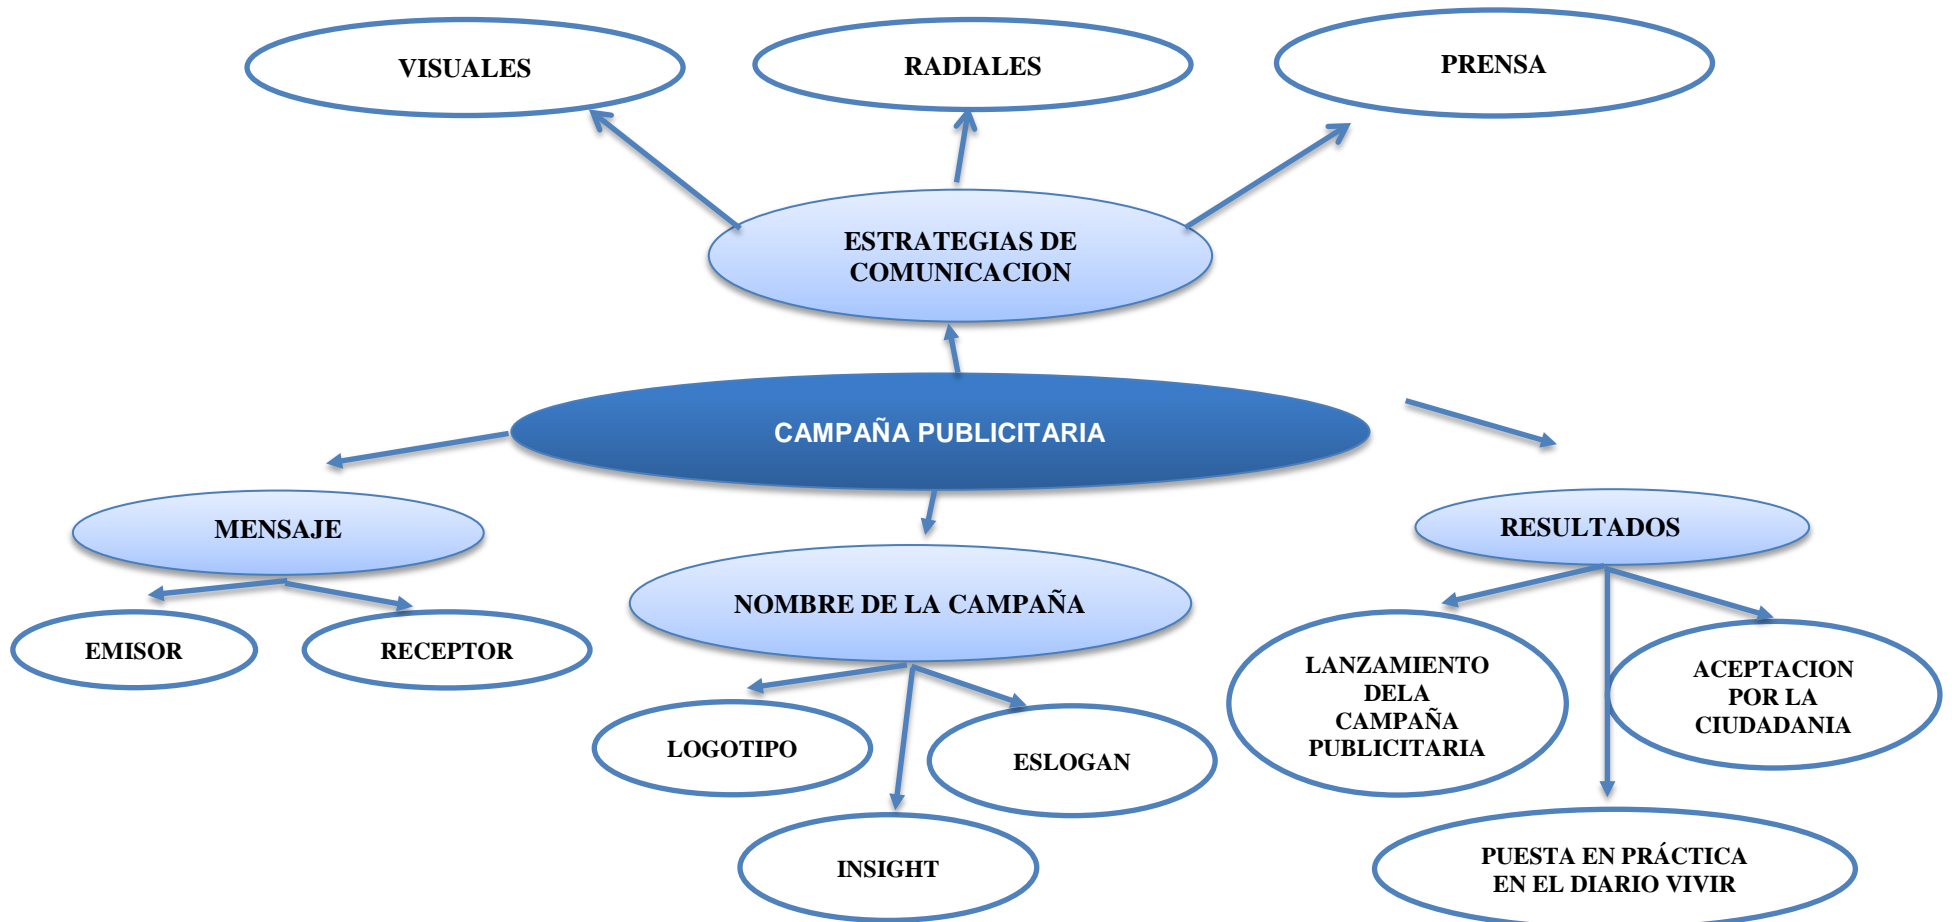 VISUALES
RADIALES
PRENSA
ESTRATEGIAS DE
COMUNICACION
CAMPAÑA PUBLICITARIA
MENSAJE
RESULTADOS
NOMBRE DE LA CAMPAÑA
EMISOR
RECEPTOR
LOGOTIPO
ESLOGAN
INSIGHT
LANZAMIENTO
DELA
CAMPAÑA
PUBLICITARIA
ACEPTACION
POR LA
CIUDADANIA
PUESTA EN PRÁCTICA
EN EL DIARIO VIVIR